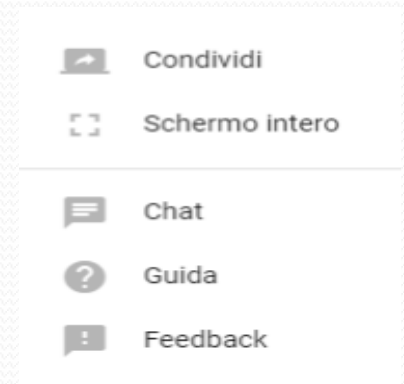 Condividi
Schermo intero
Chat
Guida
Feedback